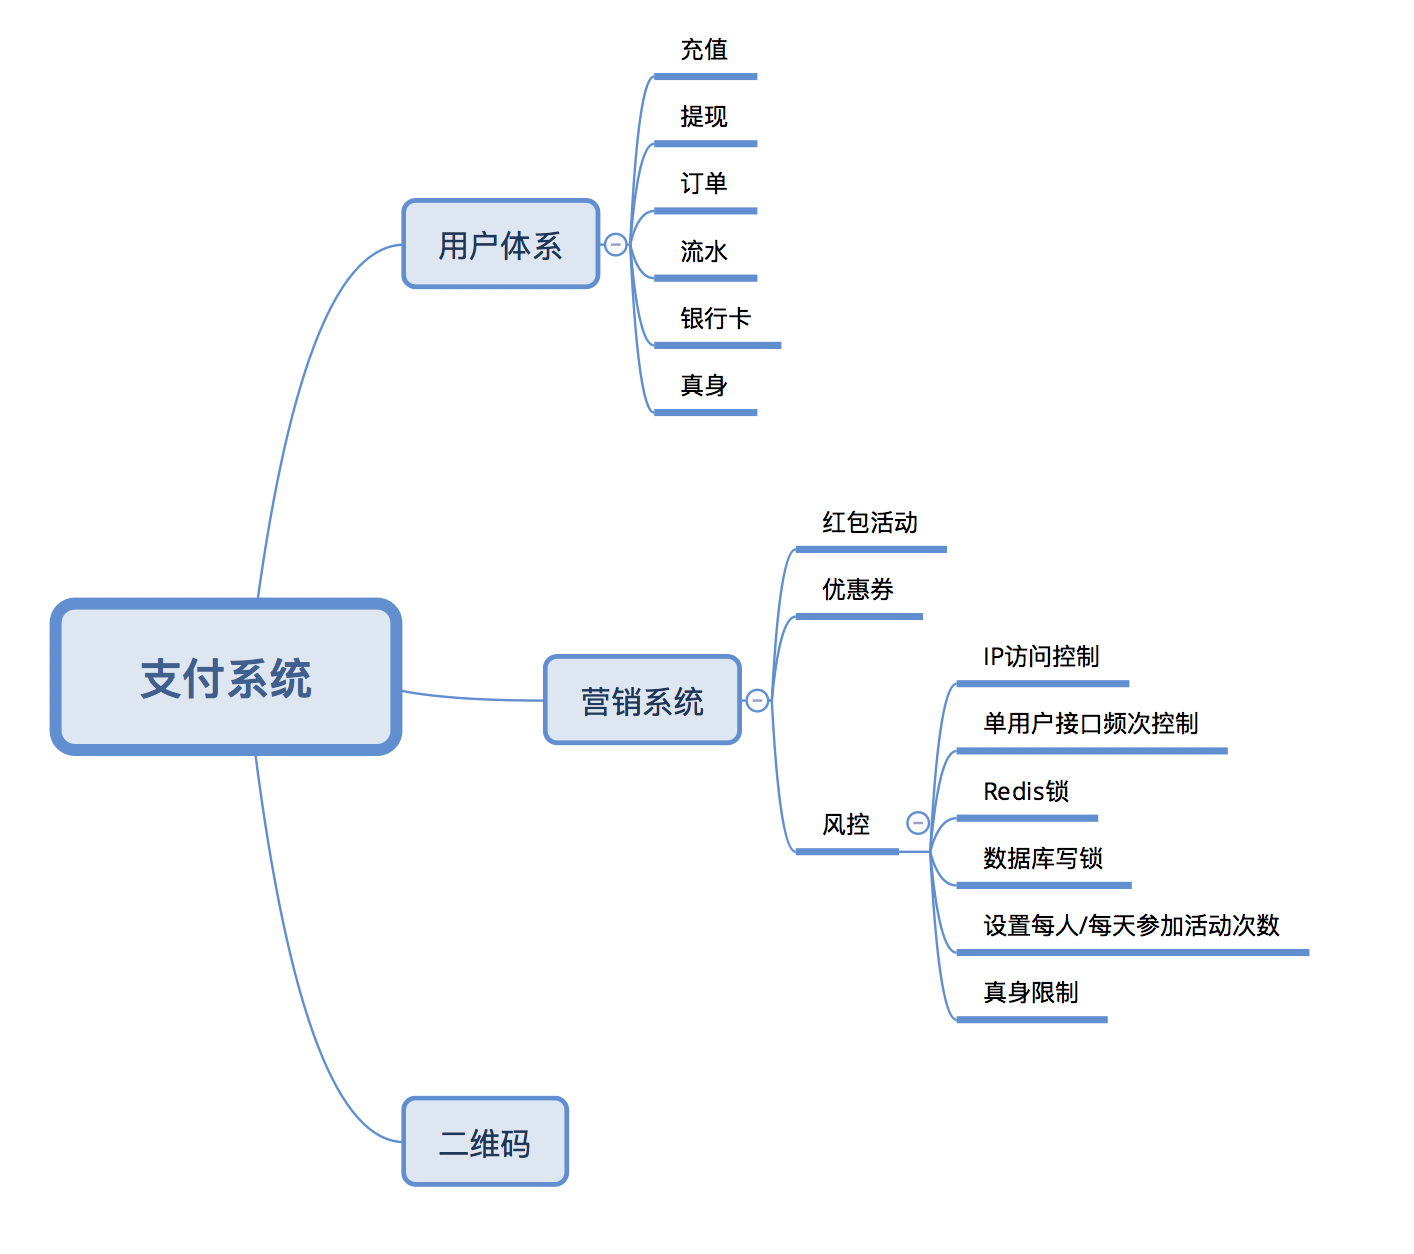 支付系统
用户体系
充值
提现
订单
流水
银行卡
真身
营销系统
红包活动
优惠券
风控
IP访问控制
单用户接口频次控制
Redis锁
数据库写锁
设置每人/每天参加活动次数
真身限制
二维码